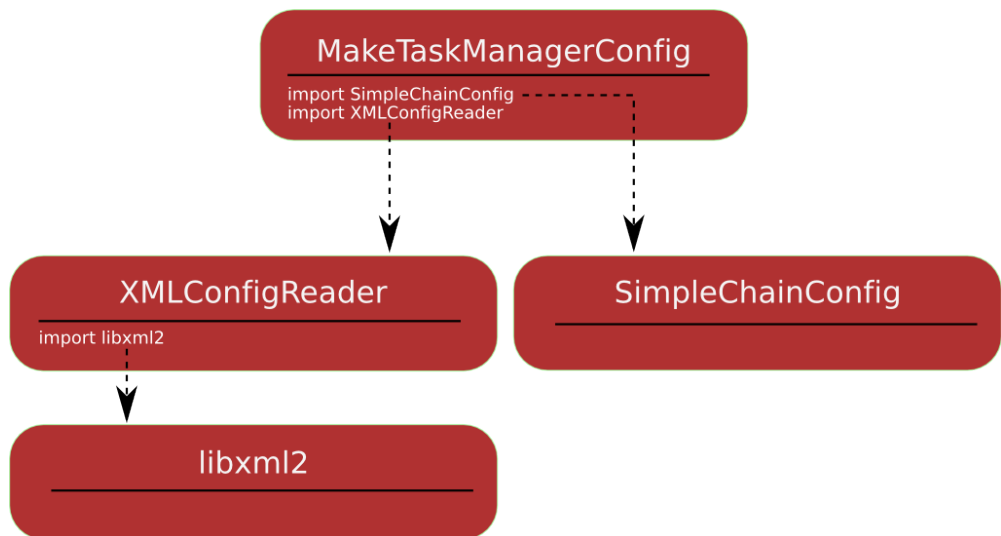 MakeTaskManagerConfig
import SimpleChainConfig
import XMLConfigReader
XMLConfigReader
import libxml2
SimpleChainConfig
libxml2